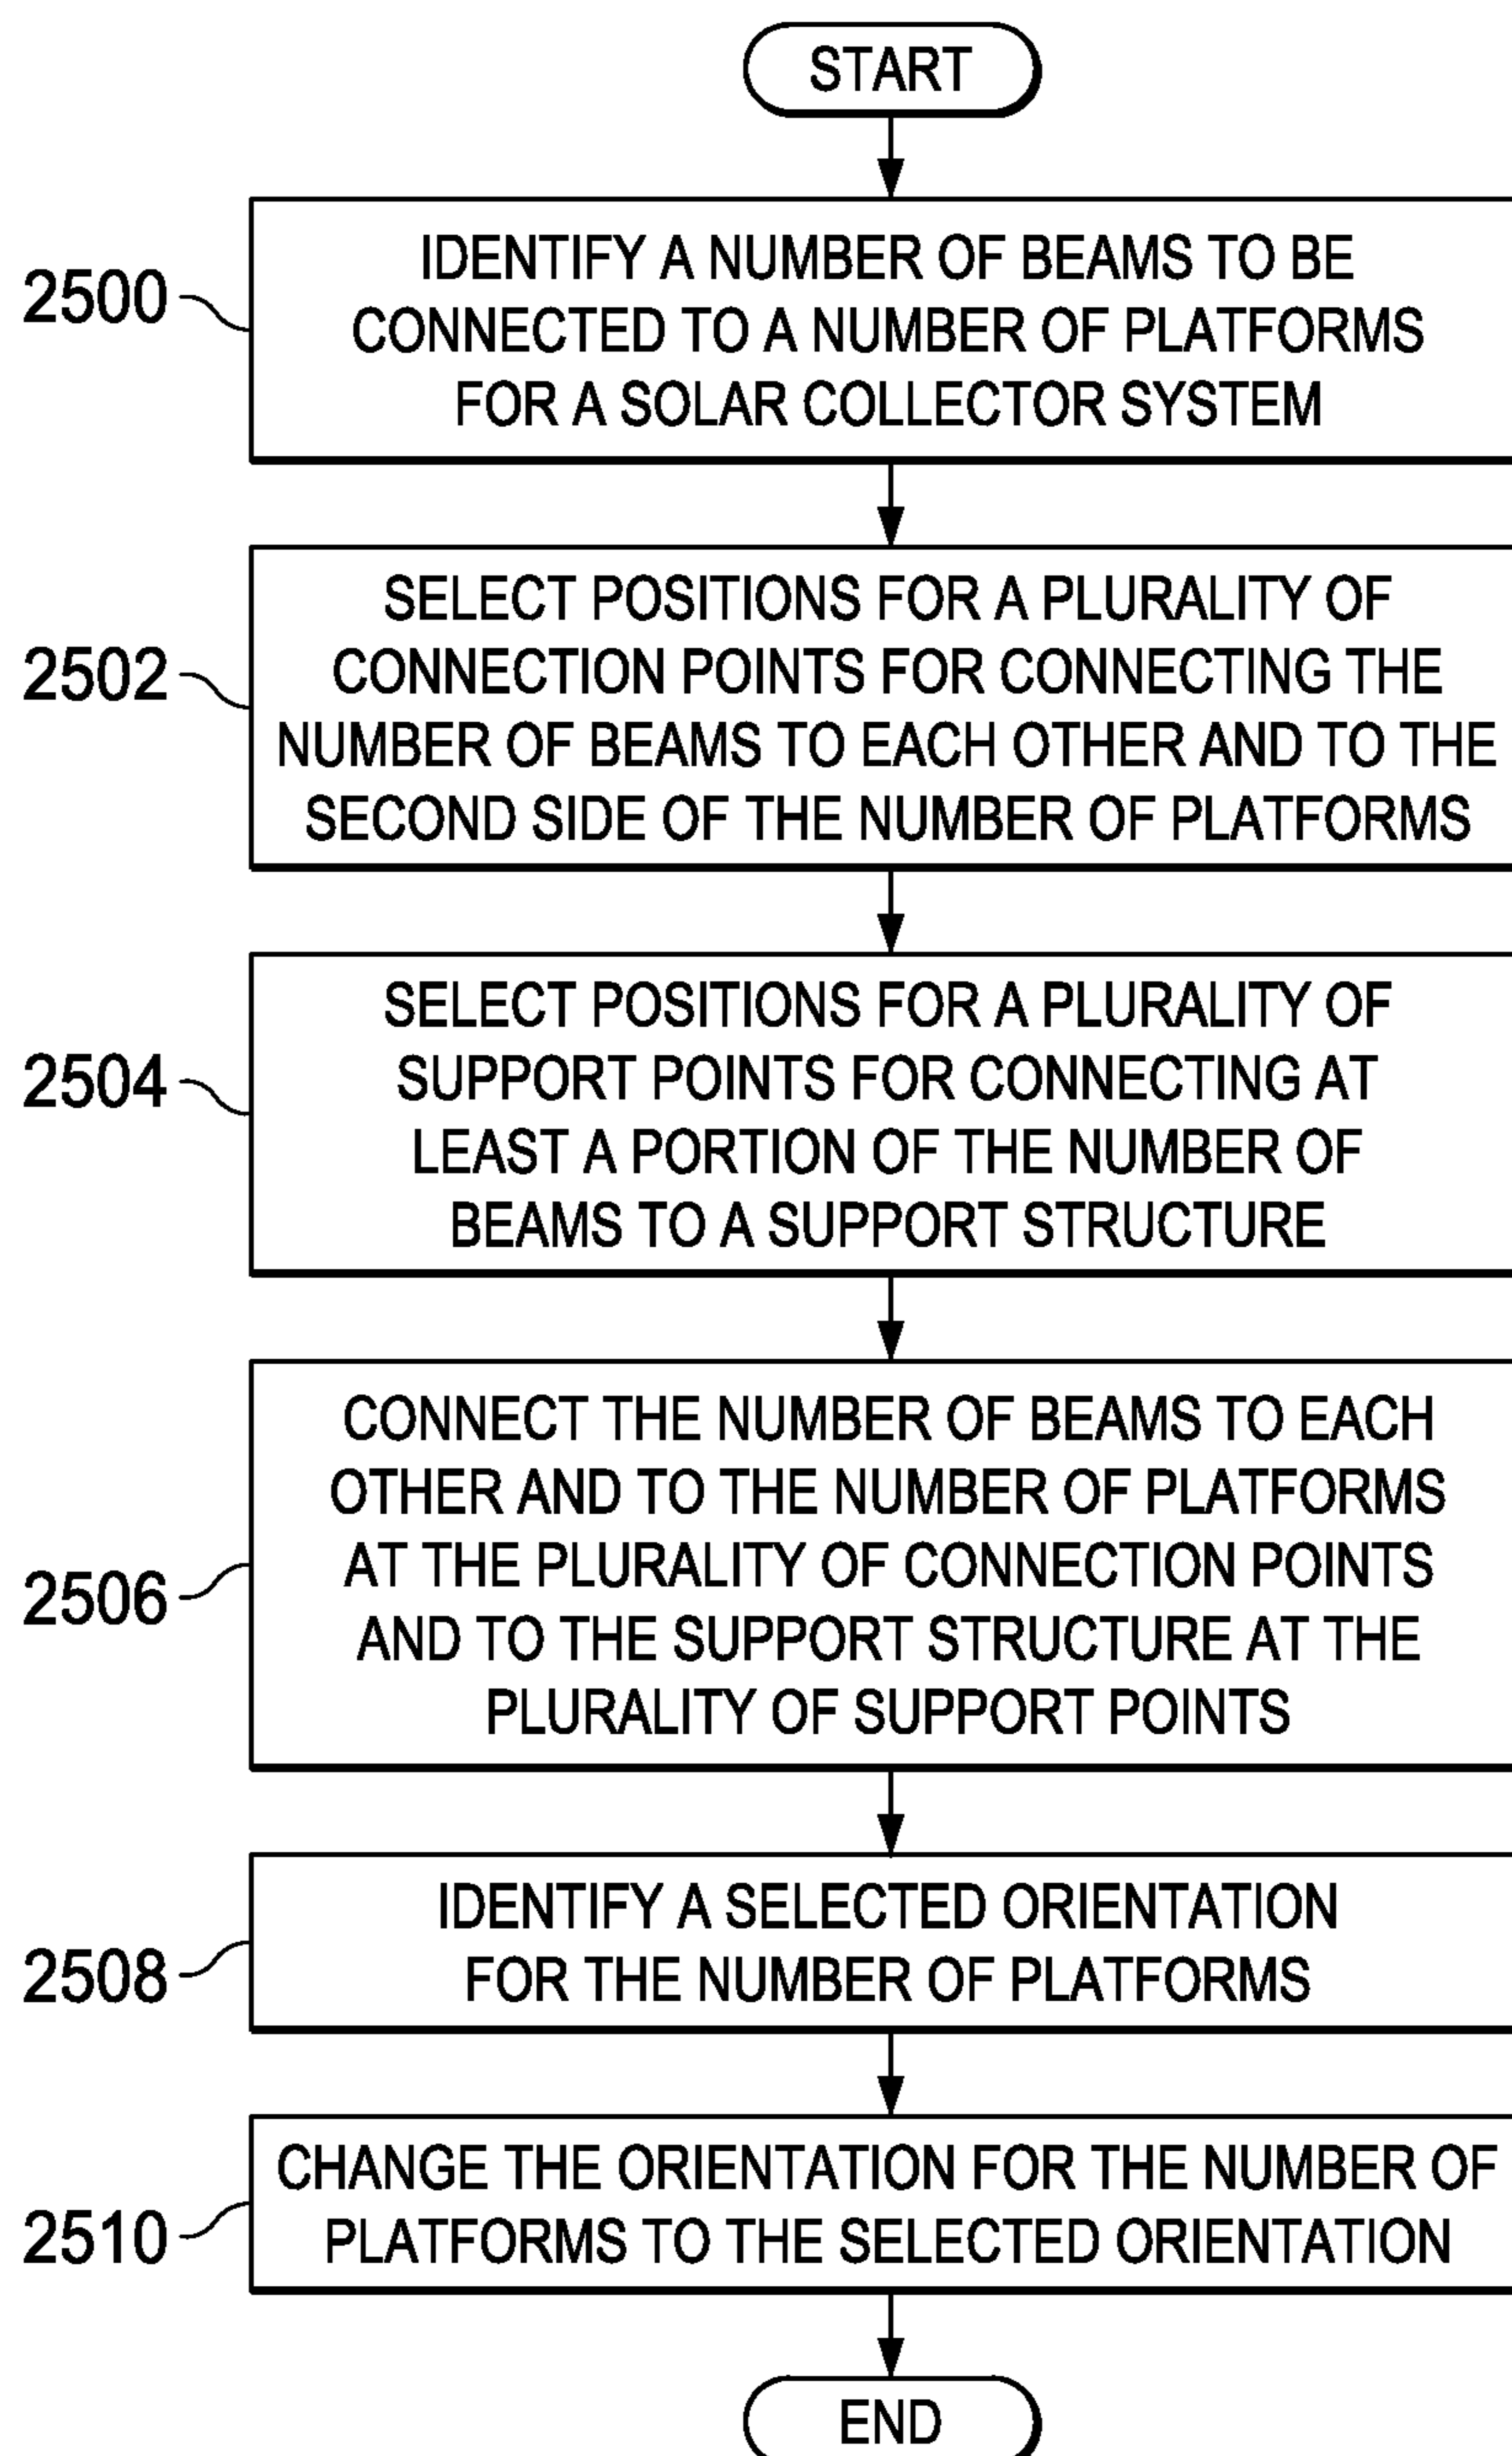 START
2500
IDENTIFY A NUMBER OF BEAMS TO BE
CONNECTED TO A NUMBER OF PLATFORMS
FOR A SOLAR COLLECTOR SYSTEM
2502
SELECT POSITIONS FOR A PLURALITY OF
CONNECTION POINTS FOR CONNECTING THE
NUMBER OF BEAMS TO EACH OTHER AND TO THE
SECOND SIDE OF THE NUMBER OF PLATFORMS
2504
SELECT POSITIONS FOR A PLURALITY OF
SUPPORT POINTS FOR CONNECTING AT
LEAST A PORTION OF THE NUMBER OF
BEAMS TO A SUPPORT STRUCTURE
2506
CONNECT THE NUMBER OF BEAMS TO EACH
OTHER AND TO THE NUMBER OF PLATFORMS
AT THE PLURALITY OF CONNECTION POINTS
AND TO THE SUPPORT STRUCTURE AT THE
PLURALITY OF SUPPORT POINTS
2508
IDENTIFY A SELECTED ORIENTATION
FOR THE NUMBER OF PLATFORMS
2510
CHANGE THE ORIENTATION FOR THE NUMBER OF
PLATFORMS TO THE SELECTED ORIENTATION
END